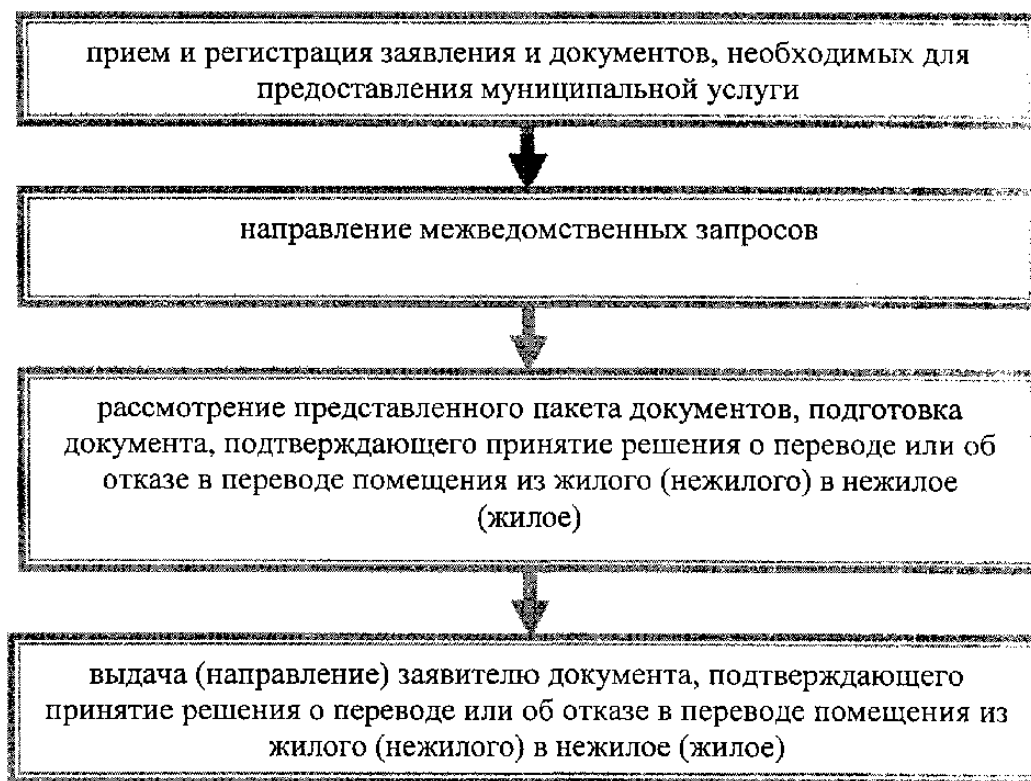 прием и регистрация заявления и документов, необходимых для
предоставления муниципальной услуги
направление межведомственных запросов
рассмотрение представленного пакета документов, подготовка
документа, подтверждающего принятие решения о переводе или об
отказе в переводе помещения из жилого (нежилого) в нежилое
(жилое)
выдача (направление) заявителю документа, подтверждающего
принятие решения о переводе или об отказе в переводе помещения из
жилого (нежилого) в нежилое (жилое)